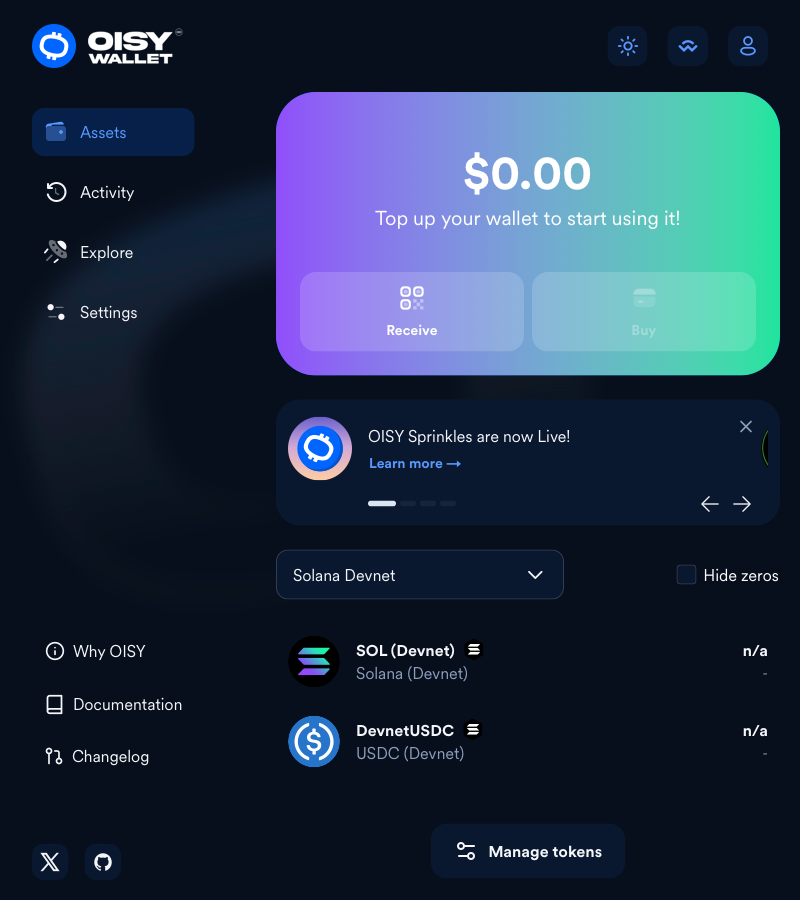 OISY
WALLET
Assets
Activity
Explore
Settings
$0.00
Top up your wallet to start using it!
Receive
Buy
OISY Sprinkles are now Live!
Learn more →
Solana Devnet
Hide zeros
SOL (Devnet)
n/a
Solana (Devnet)
-
DevnetUSDC
n/a
USDC (Devnet)
-
Why OISY
Documentation
Changelog
Manage tokens